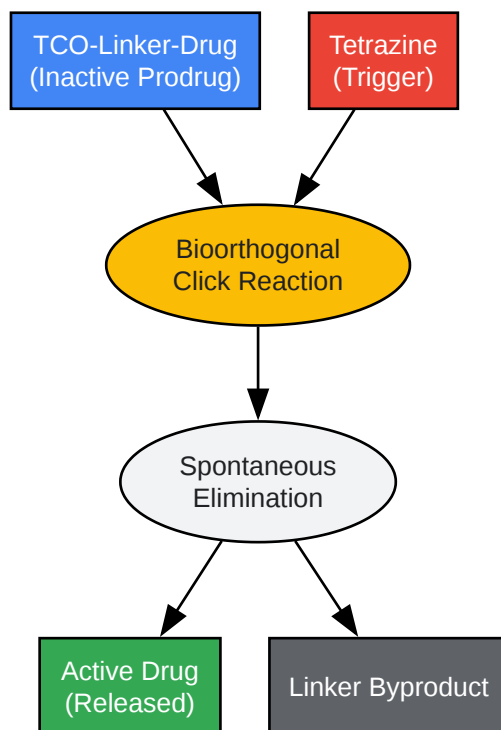 TCO-Linker-Drug
(Inactive Prodrug)
Tetrazine
(Trigger)
Bioorthogonal
Click Reaction
Spontaneous
Elimination
Active Drug
(Released)
Linker Byproduct